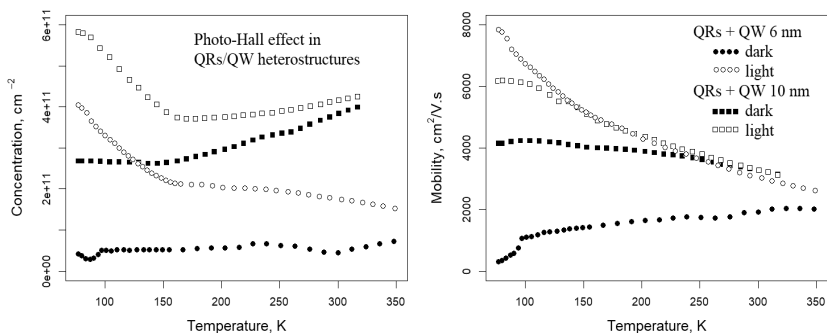 Photo-Hall effect in
QRs/QW heterostructures
Concentration, cm⁻²
6e+11
4e+11
2e+11
0e+00
100 150 200 250 300 350
Temperature, K
QRs + QW 6 nm
dark
light
QRs + QW 10 nm
dark
light
Mobility, cm²/V.s
8000
6000
4000
2000
0
100 150 200 250 300 350
Temperature, K